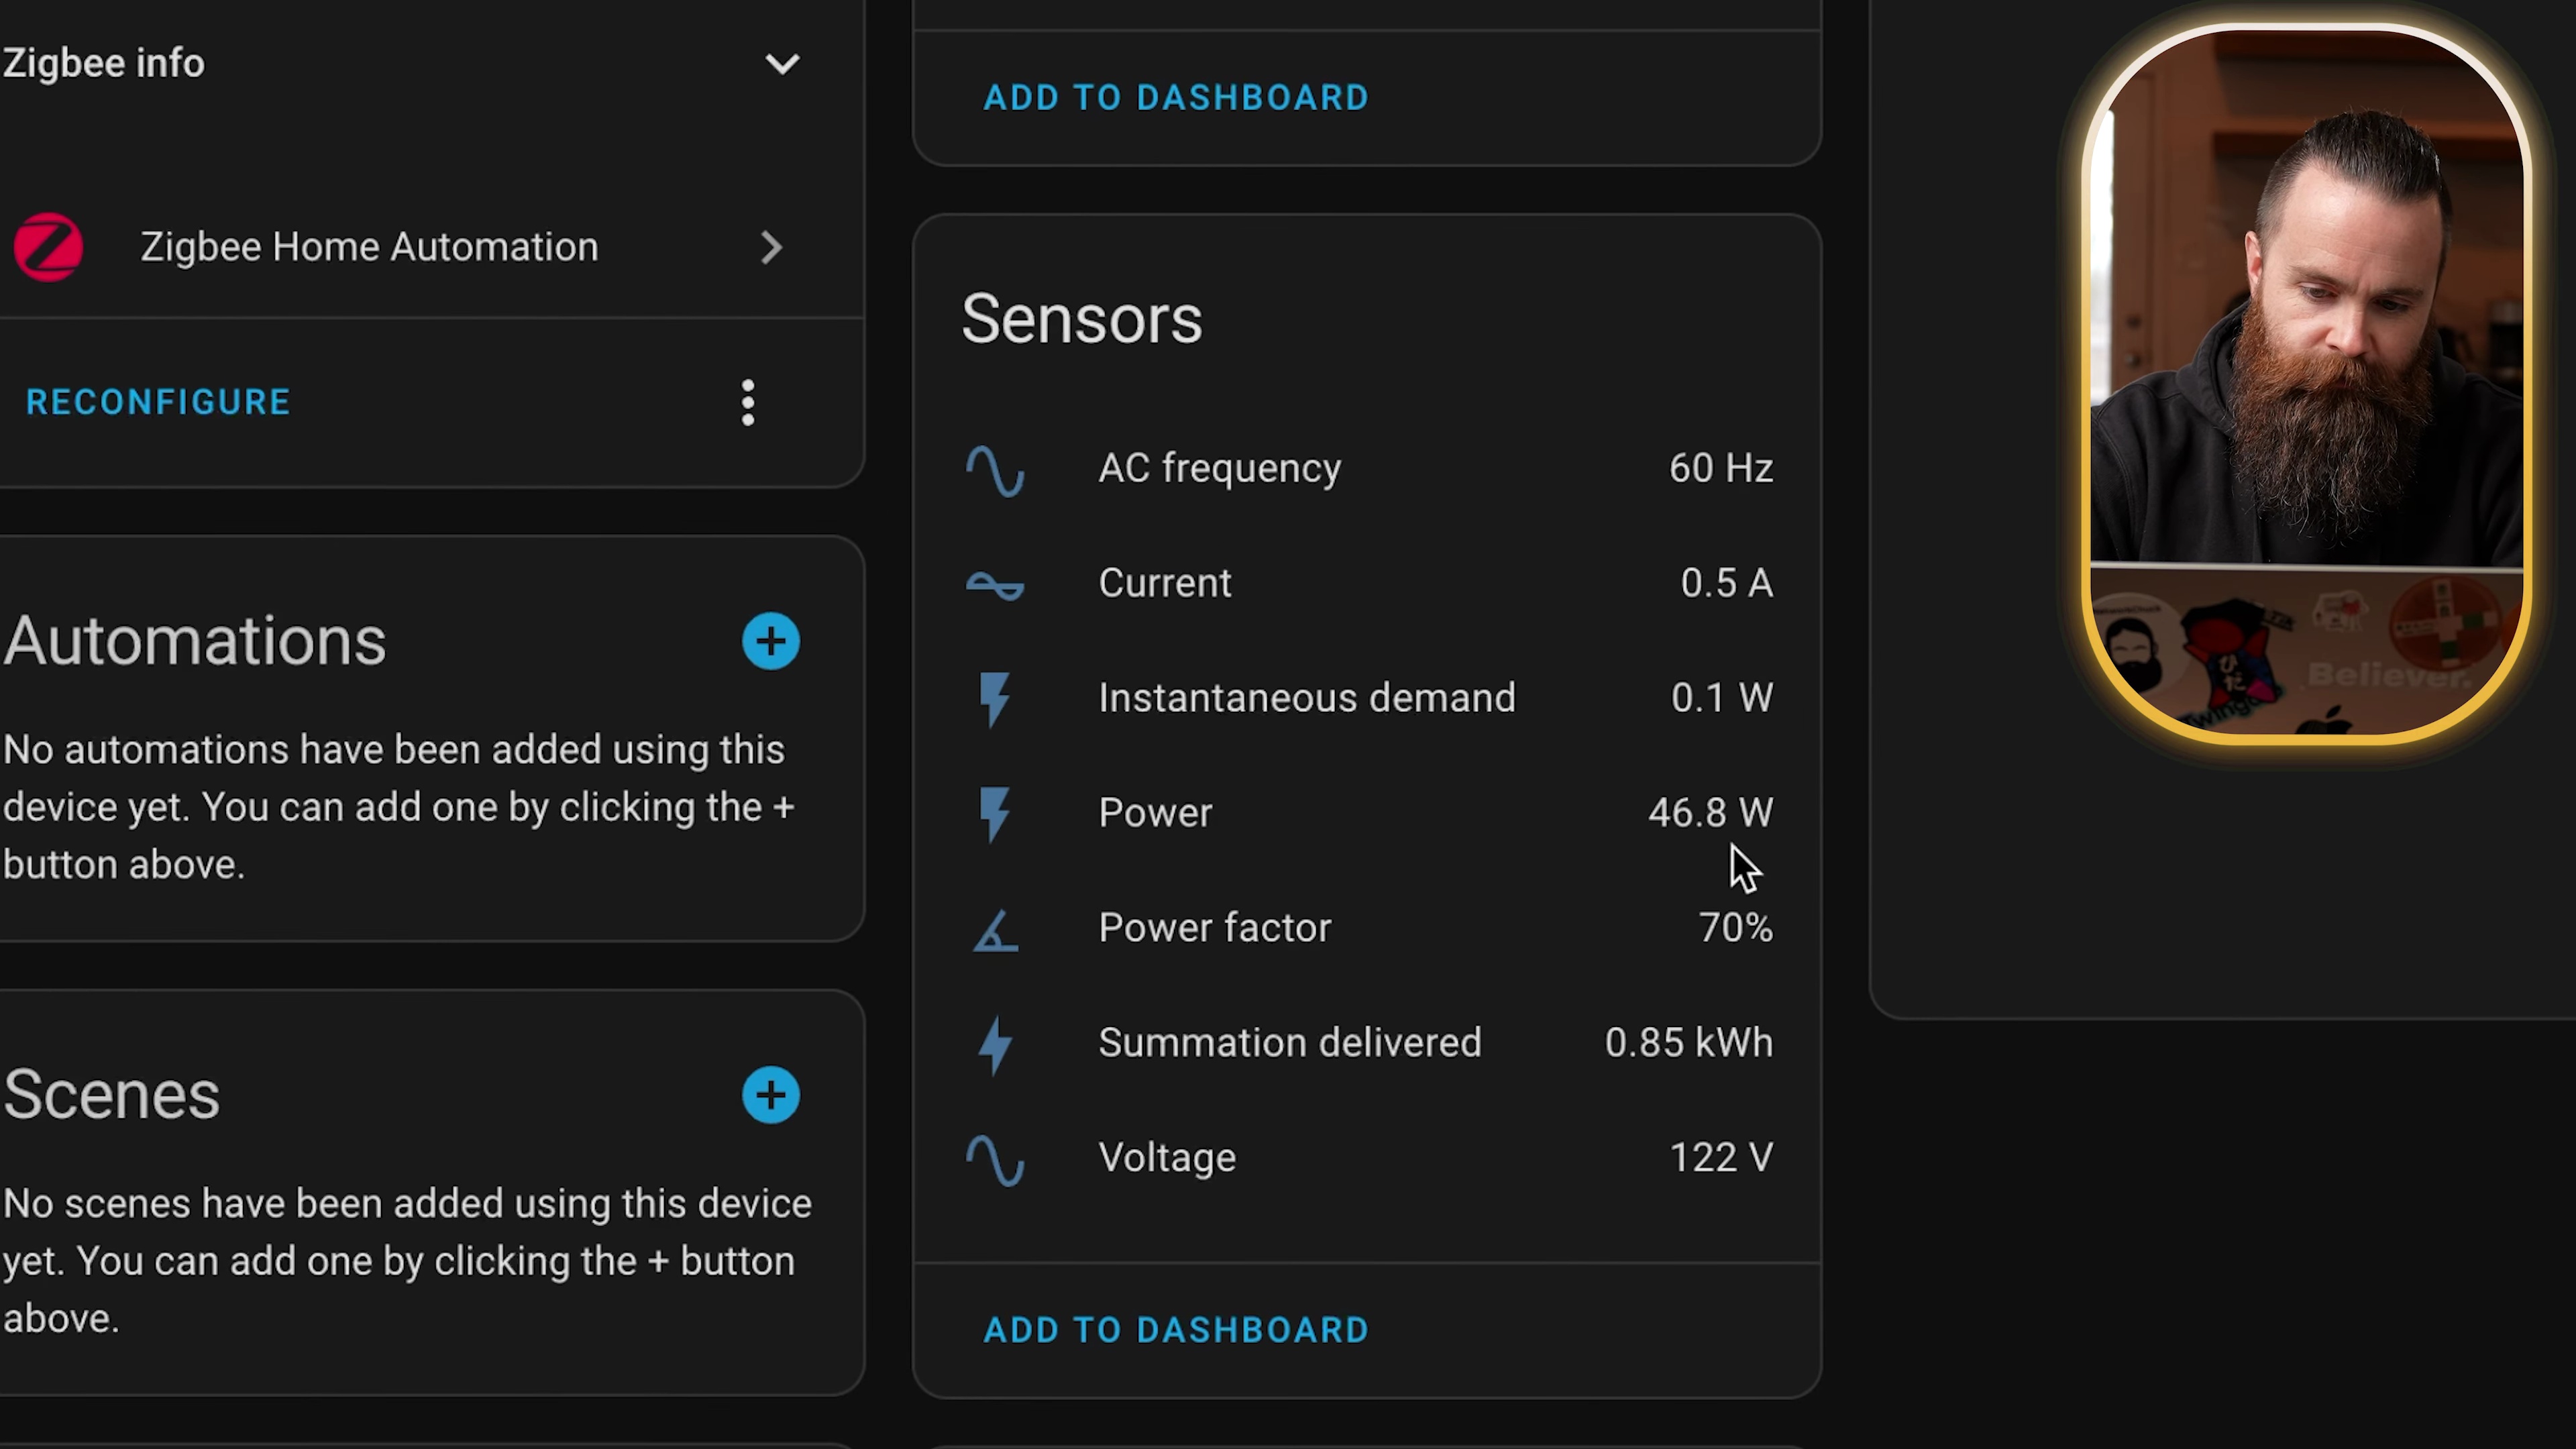 Zigbee info
Zigbee Home Automation
RECONFIGURE
Automations
No automations have been added using this
device yet. You can add one by clicking the +
button above.
Scenes
No scenes have been added using this device
yet. You can add one by clicking the + button
above.
ADD TO DASHBOARD
Sensors
AC frequency 60 Hz
Current 0.5 A
Instantaneous demand 0.1 W
Power 46.8 W
Power factor 70%
Summation delivered 0.85 kWh
Voltage 122 V
ADD TO DASHBOARD
ひだ
Believer.